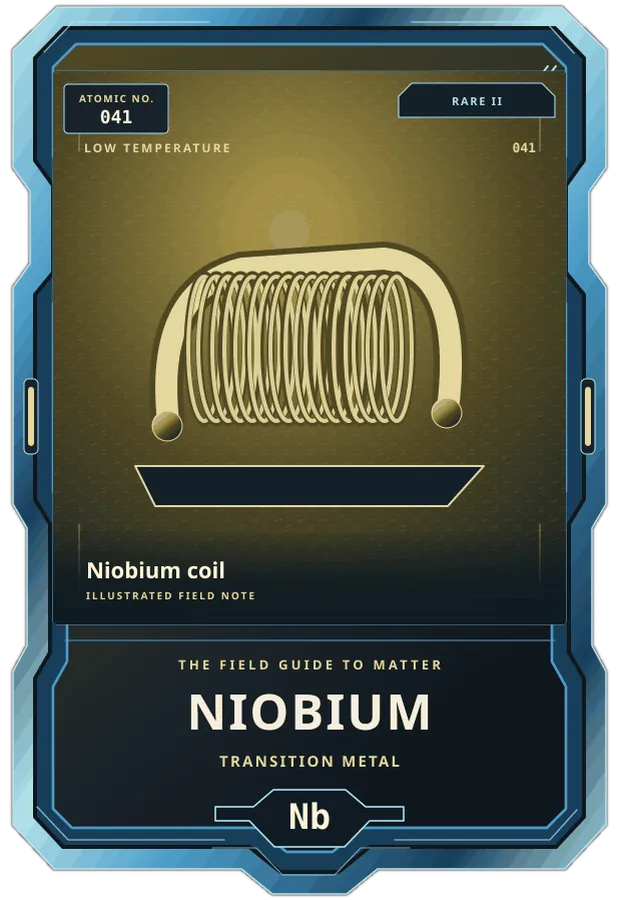 ATOMIC NO.
041
RARE II
LOW TEMPERATURE
041
Niobium coil
ILLUSTRATED FIELD NOTE
THE FIELD GUIDE TO MATTER
NIOBIUM
TRANSITION METAL
Nb